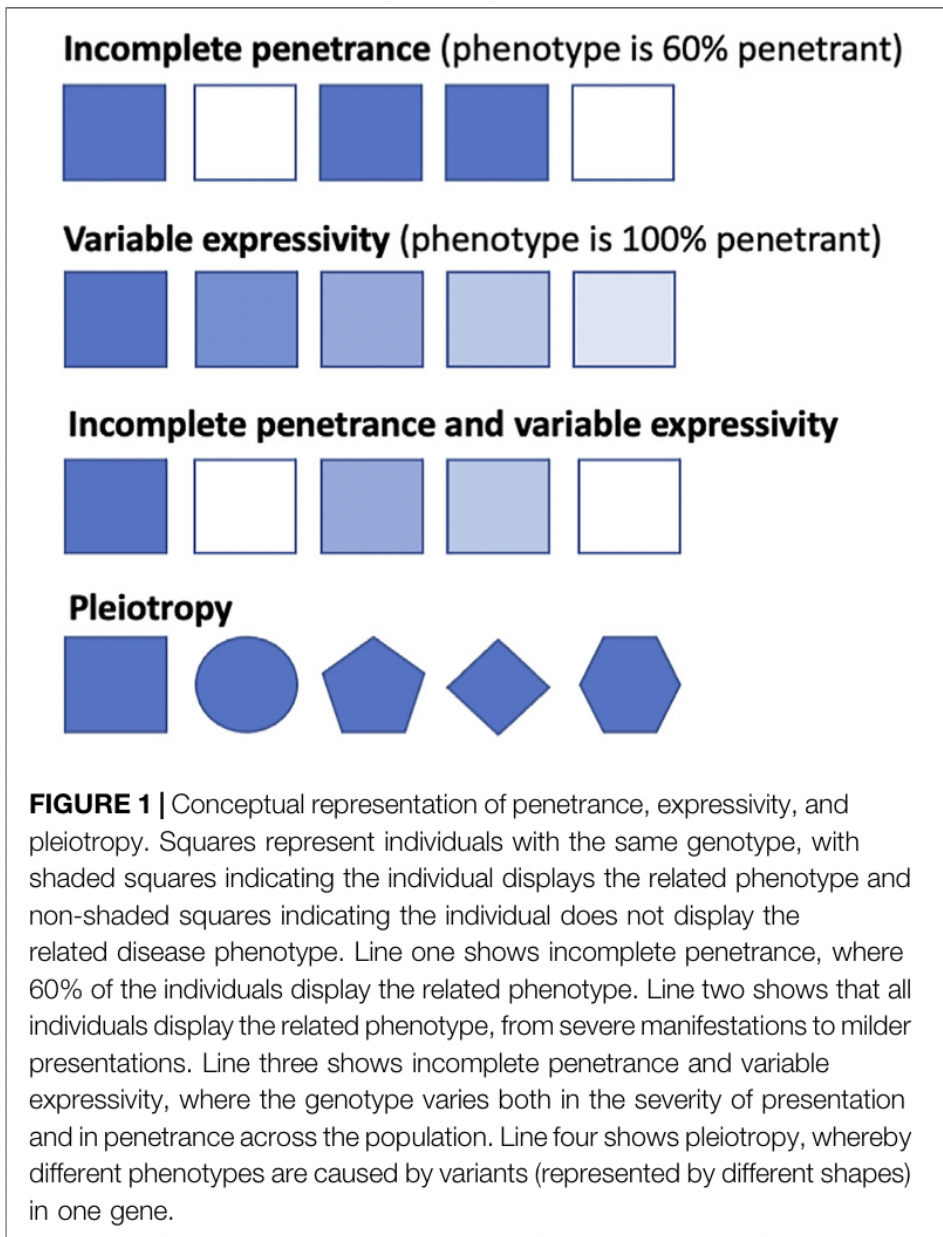 Incomplete penetrance (phenotype is 60% penetrant)
Variable expressivity (phenotype is 100% penetrant)
Incomplete penetrance and variable expressivity
Pleiotropy
FIGURE 1 | Conceptual representation of penetrance, expressivity, and
pleiotropy. Squares represent individuals with the same genotype, with
shaded squares indicating the individual displays the related phenotype and
non-shaded squares indicating the individual does not display the
related disease phenotype. Line one shows incomplete penetrance, where
60% of the individuals display the related phenotype. Line two shows that all
individuals display the related phenotype, from severe manifestations to milder
presentations. Line three shows incomplete penetrance and variable
expressivity, where the genotype varies both in the severity of presentation
and in penetrance across the population. Line four shows pleiotropy, whereby
different phenotypes are caused by variants (represented by different shapes)
in one gene.